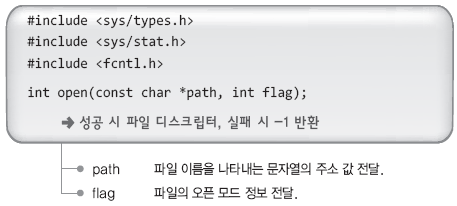 #include <sys/types.h>
#include <sys/stat.h>
#include <fcntl.h>
int open(const char *path, int flag);
➔ 성공 시 파일 디스크립터, 실패 시 –1 반환
path 파일 이름을 나타내는 문자열의 주소 값 전달.
flag 파일의 오픈 모드 정보 전달.